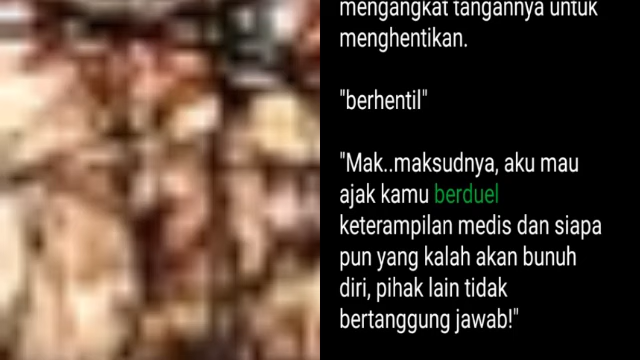 mengangkat tangannya untuk
menghentikan.
"berhentil"
"Mak..maksudnya, aku mau
ajak kamu berduel
keterampilan medis dan siapa
pun yang kalah akan bunuh
diri, pihak lain tidak
bertanggung jawab!"